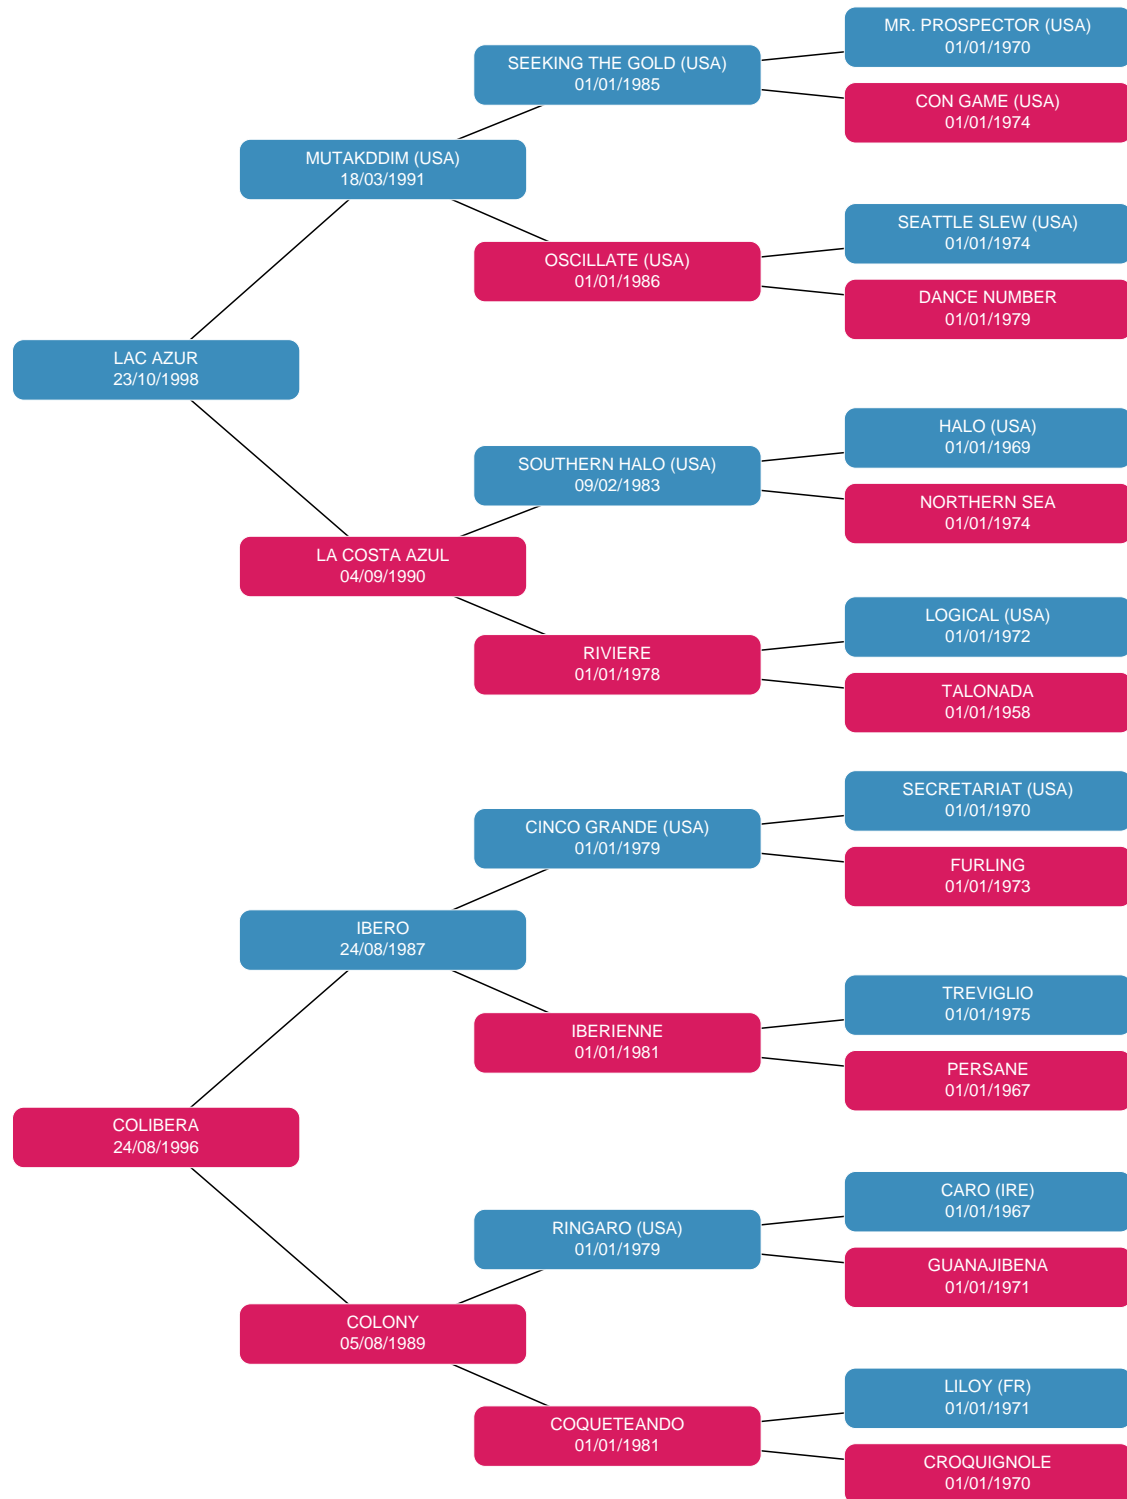 MR. PROSPECTOR (USA)
01/01/1970
SEEKING THE GOLD (USA)
01/01/1985
CON GAME (USA)
01/01/1974
MUTAKDDIM (USA)
18/03/1991
SEATTLE SLEW (USA)
01/01/1974
OSCILLATE (USA)
01/01/1986
DANCE NUMBER
01/01/1979
LAC AZUR
23/10/1998
HALO (USA)
01/01/1969
SOUTHERN HALO (USA)
09/02/1983
NORTHERN SEA
01/01/1974
LA COSTA AZUL
04/09/1990
LOGICAL (USA)
01/01/1972
RIVIERE
01/01/1978
TALONADA
01/01/1958
SECRETARIAT (USA)
01/01/1970
CINCO GRANDE (USA)
01/01/1979
FURLING
01/01/1973
IBERO
24/08/1987
TREVIGLIO
01/01/1975
IBERIENNE
01/01/1981
PERSANE
01/01/1967
COLIBERA
24/08/1996
CARO (IRE)
01/01/1967
RINGARO (USA)
01/01/1979
GUANAJIBENA
01/01/1971
COLONY
05/08/1989
LILOY (FR)
01/01/1971
COQUETEANDO
01/01/1981
CROQUIGNOLE
01/01/1970